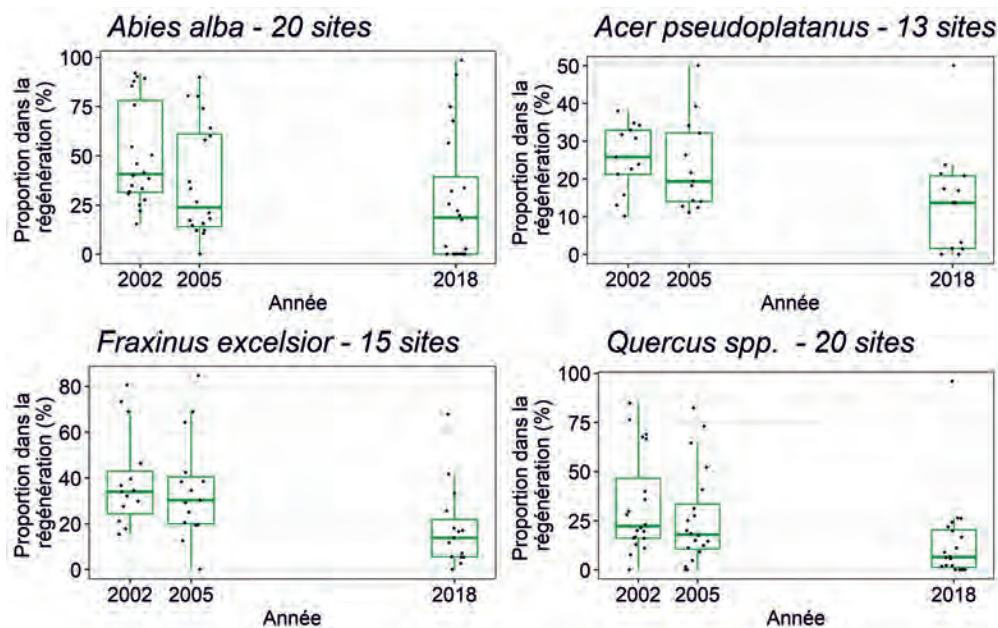 Abies alba - 20 sites
Proportion dans la
régénération (%)
100
75
50
25
0
2002 2005 2018
Année
Acer pseudoplatanus - 13 sites
Proportion dans la
régénération (%)
50
40
30
20
10
0
2002 2005 2018
Année
Fraxinus excelsior - 15 sites
Proportion dans la
régénération (%)
80
60
40
20
0
2002 2005 2018
Année
Quercus spp. - 20 sites
Proportion dans la
régénération (%)
100
75
50
25
0
2002 2005 2018
Année